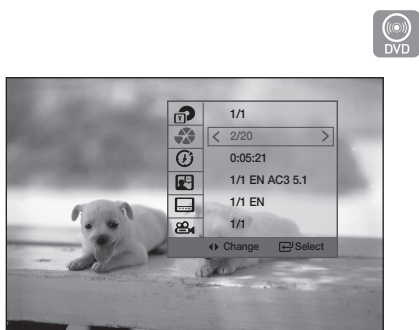 DVD
1/1
< 2/20 >
0:05:21
1/1 EN AC3 5.1
1/1 EN
1/1
Change Select